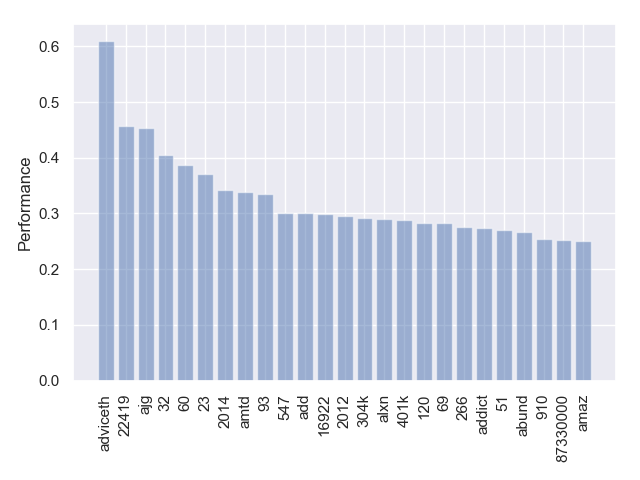 0.6
0.5
0.4
0.3
0.2
0.1
0.0
Performance
adviceth
22419
ajg
32
60
23
2014
amtd
93
547
add
16922
2012
304k
alxn
401k
120
69
266
addict
51
abund
910
87330000
amaz